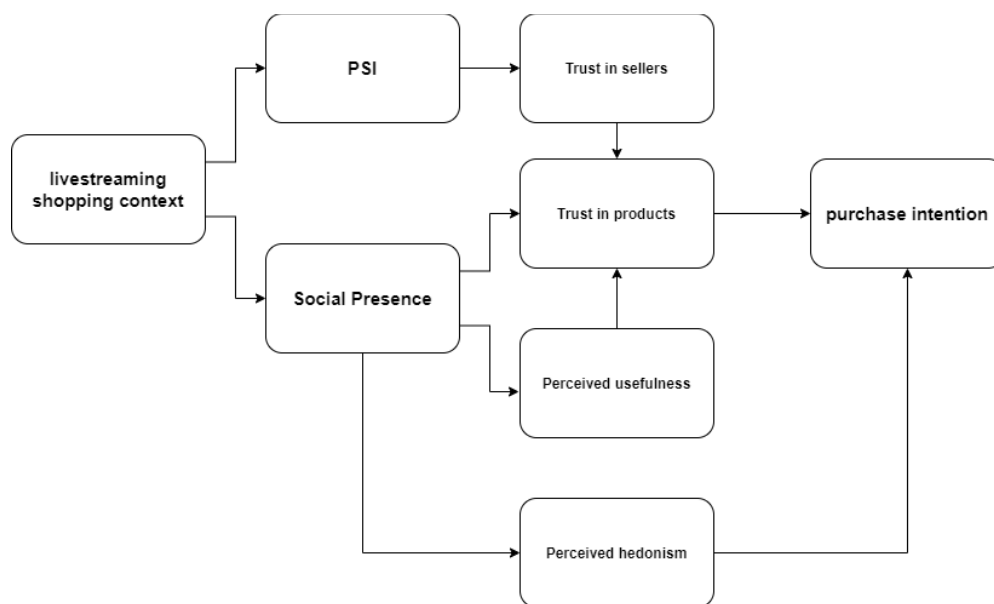 PSI
Trust in sellers
livestreaming
shopping context
Trust in products
purchase intention
Social Presence
Perceived usefulness
Perceived hedonism